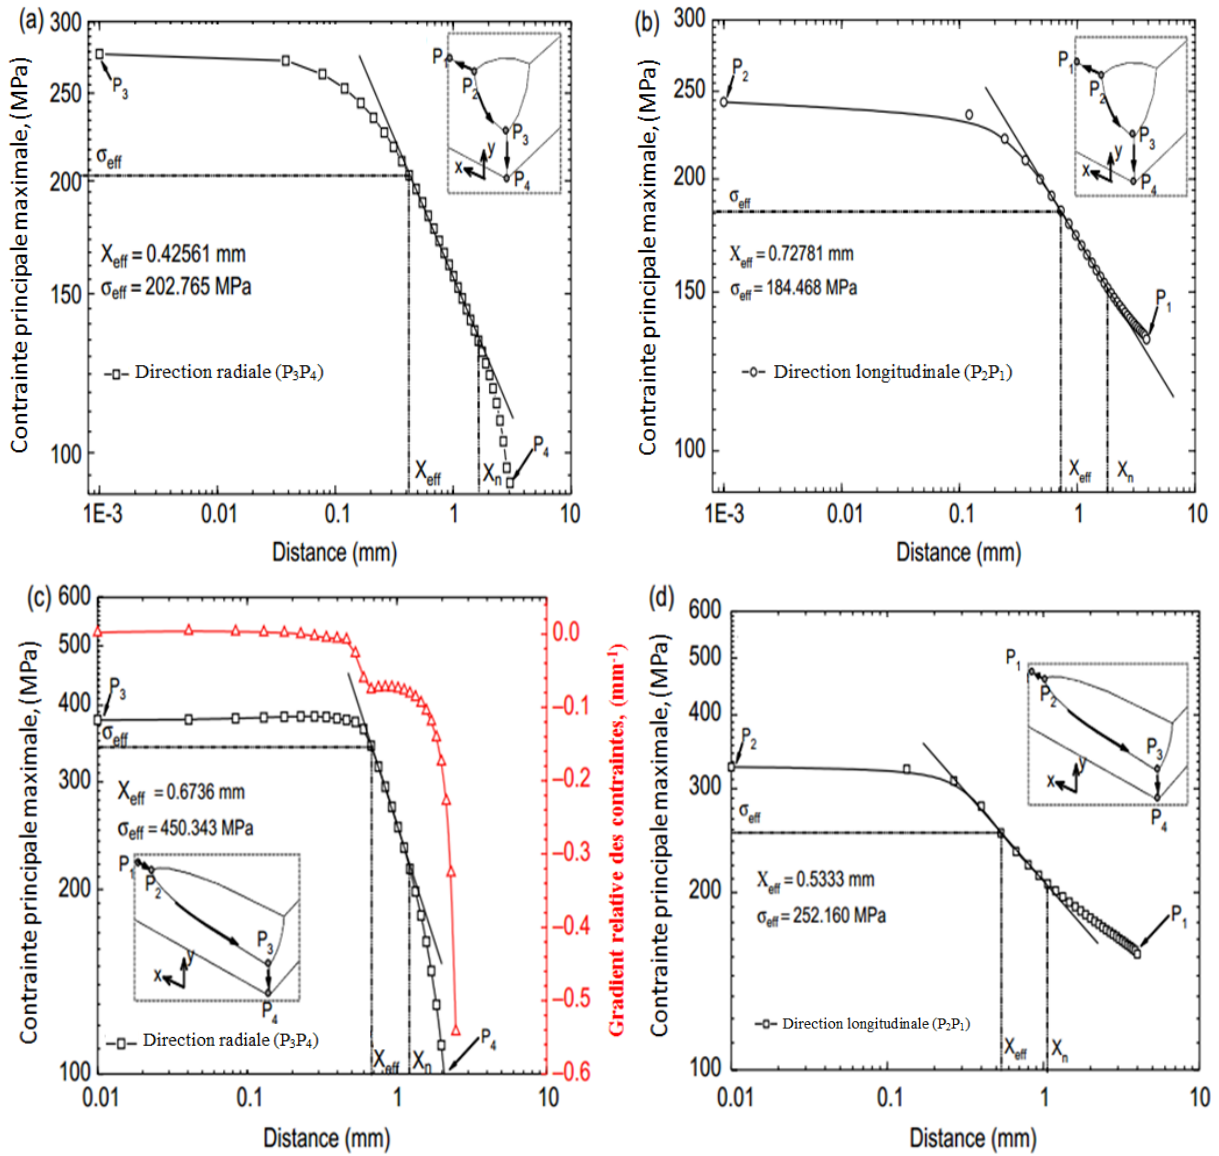 (a)
Contrainte principale maximale, (MPa)
300
250
200
150
100
σeff
P3
Xeff = 0.42561 mm
σeff = 202.765 MPa
Direction radiale (P3P4)
P1
P2
P3
P4
x
y
Xeff
Xn
P4
1E-3
0.01
0.1
1
10
Distance (mm)
(b)
Contrainte principale maximale, (MPa)
300
250
200
150
100
P2
σeff
Xeff = 0.72781 mm
σeff = 184.468 MPa
Direction longitudinale (P2P1)
P1
P2
P3
P4
x
y
P1
Xeff
Xn
1E-3
0.01
0.1
1
10
Distance (mm)
(c)
Contrainte principale maximale, (MPa)
600
500
400
300
200
100
P3
σeff
Xeff = 0.6736 mm
σeff = 450.343 MPa
P1
P2
P3
P4
x
y
Direction radiale (P3P4)
Xeff
Xn
P4
0.0
−0.1
−0.2
−0.3
−0.4
−0.5
−0.6
Gradient relative des contraintes, (mm-1)
0.01
0.1
1
10
Distance (mm)
(d)
Contrainte principale maximale, (MPa)
600
500
400
300
200
100
P2
σeff
Xeff = 0.5333 mm
σeff = 252.160 MPa
Direction longitudinale (P2P1)
P1
P2
P3
P4
x
y
P1
Xeff
Xn
0.01
0.1
1
10
Distance (mm)